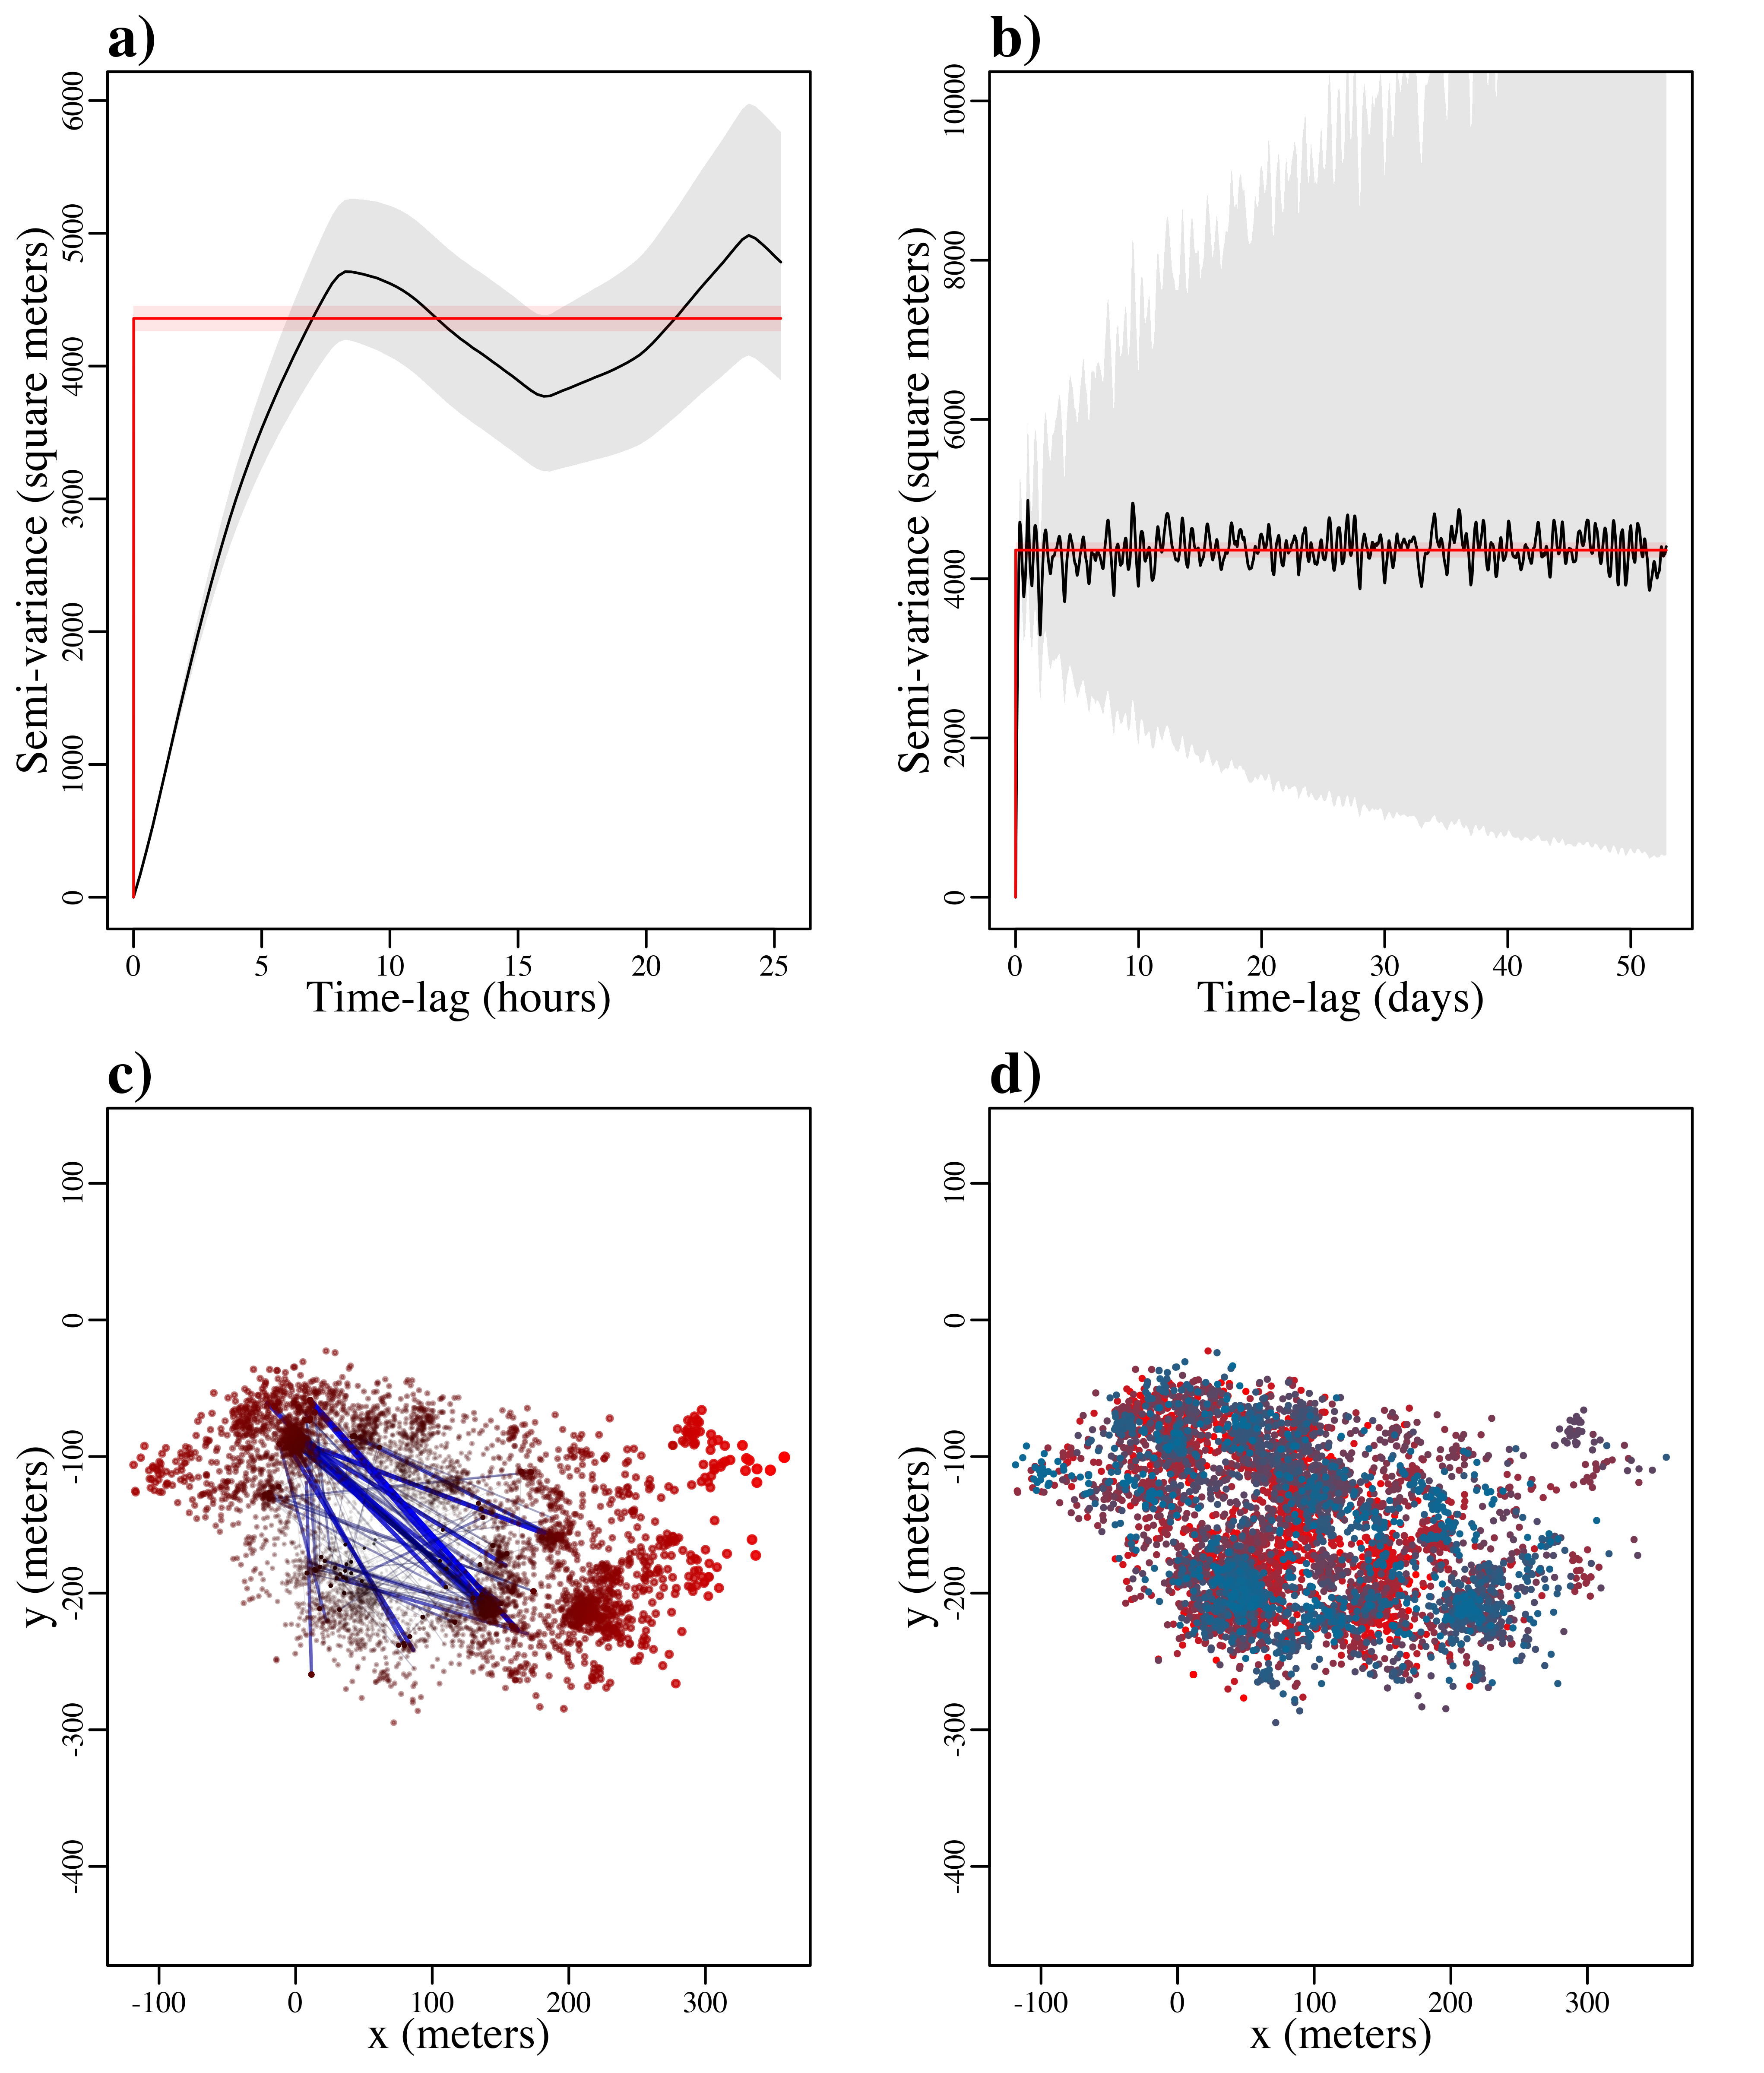 a)
Semi-variance (square meters)
0 1000 2000 3000 4000 5000 6000
0 5 10 15 20 25
Time-lag (hours)
b)
Semi-variance (square meters)
0 2000 4000 6000 8000 10000
0 10 20 30 40 50
Time-lag (days)
c)
y (meters)
-400 -300 -200 -100 0 100
-100 0 100 200 300
x (meters)
d)
y (meters)
-400 -300 -200 -100 0 100
-100 0 100 200 300
x (meters)